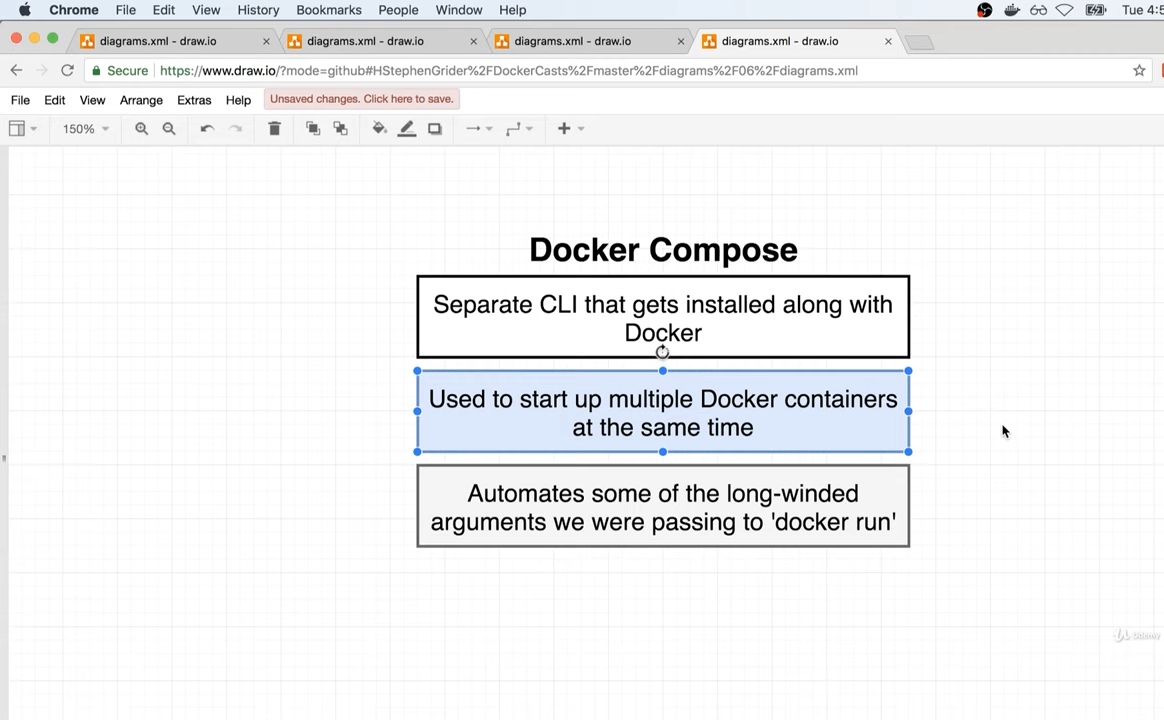 Chrome File Edit View History Bookmarks People Window Help Tue 4:5
diagrams.xml - draw.io diagrams.xml - draw.io diagrams.xml - draw.io diagrams.xml - draw.io
Secure https://www.draw.io/?mode=github#HStephenGrider%2FDockerCasts%2Fmaster%2Fdiagrams%2F06%2Fdiagrams.xml
File Edit View Arrange Extras Help Unsaved changes. Click here to save.
150%
Docker Compose
Separate CLI that gets installed along with
Docker
Used to start up multiple Docker containers
at the same time
Automates some of the long-winded
arguments we were passing to 'docker run'
Udemy